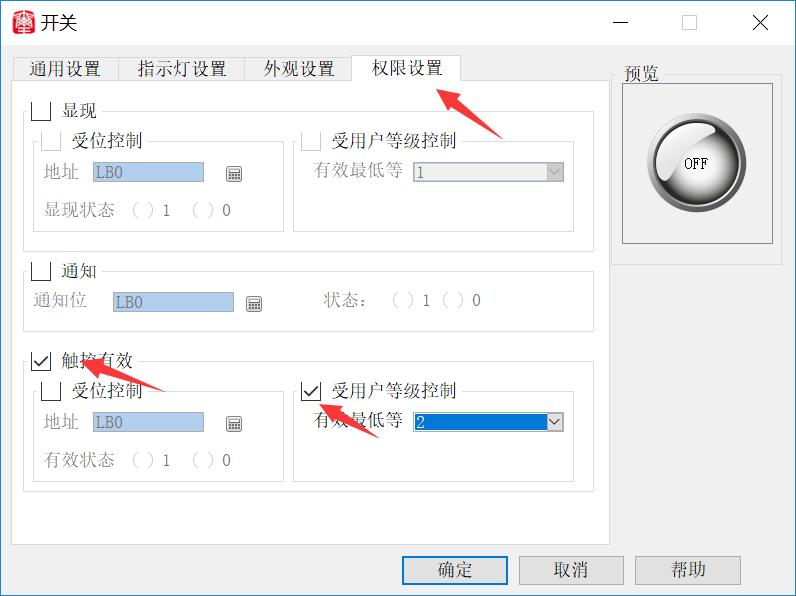 开关
通用设置 指示灯设置 外观设置 权限设置
预览
OFF
显现
受位控制 受用户等级控制
地址 LB0 有效最低等 1
显现状态 1 0
通知
通知位 LB0 状态： 1 0
触控有效
受位控制 受用户等级控制
地址 LB0 有效最低等 2
有效状态 1 0
确定 取消 帮助